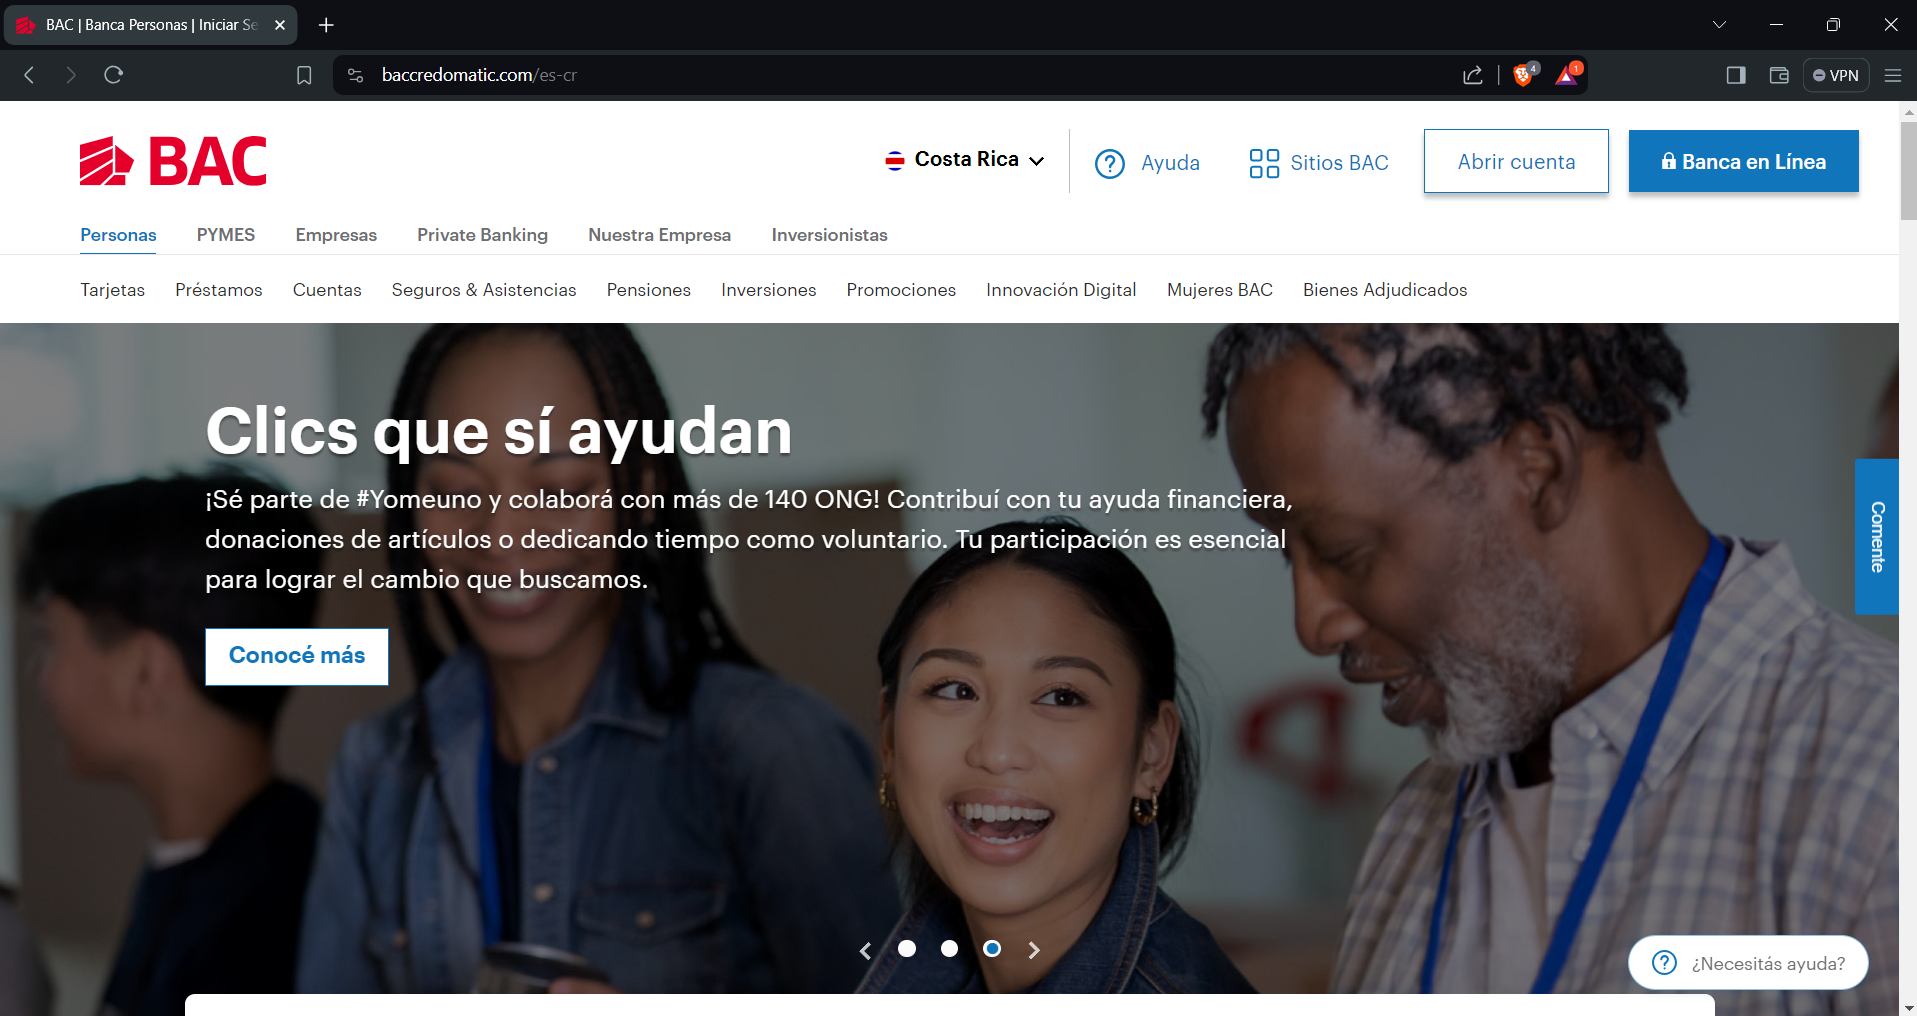 BAC | Banca Personas | Iniciar Se
baccredomatic.com/es-cr
4
1
VPN
BAC
Costa Rica
Ayuda
Sitios BAC
Abrir cuenta
Banca en Línea
Personas
PYMES
Empresas
Private Banking
Nuestra Empresa
Inversionistas
Tarjetas
Préstamos
Cuentas
Seguros & Asistencias
Pensiones
Inversiones
Promociones
Innovación Digital
Mujeres BAC
Bienes Adjudicados
Clics que sí ayudan
¡Sé parte de #Yomeuno y colaborá con más de 140 ONG! Contribuí con tu ayuda financiera,
donaciones de artículos o dedicando tiempo como voluntario. Tu participación es esencial
para lograr el cambio que buscamos.
Conocé más
Comente
¿Necesitás ayuda?